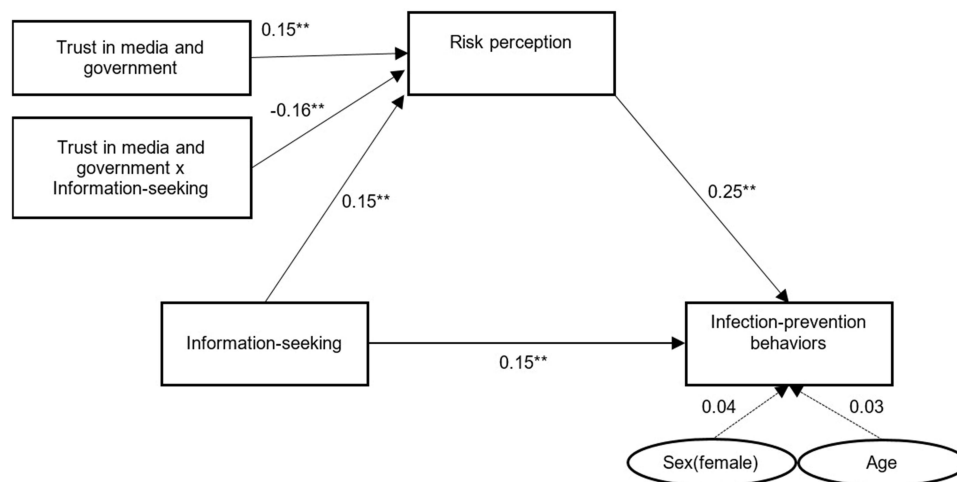 0.15**
Trust in media and
government
Risk perception
-0.16**
Trust in media and
government x
Information-seeking
0.15**
0.25**
Information-seeking
0.15**
Infection-prevention
behaviors
0.04
0.03
Sex(female)
Age